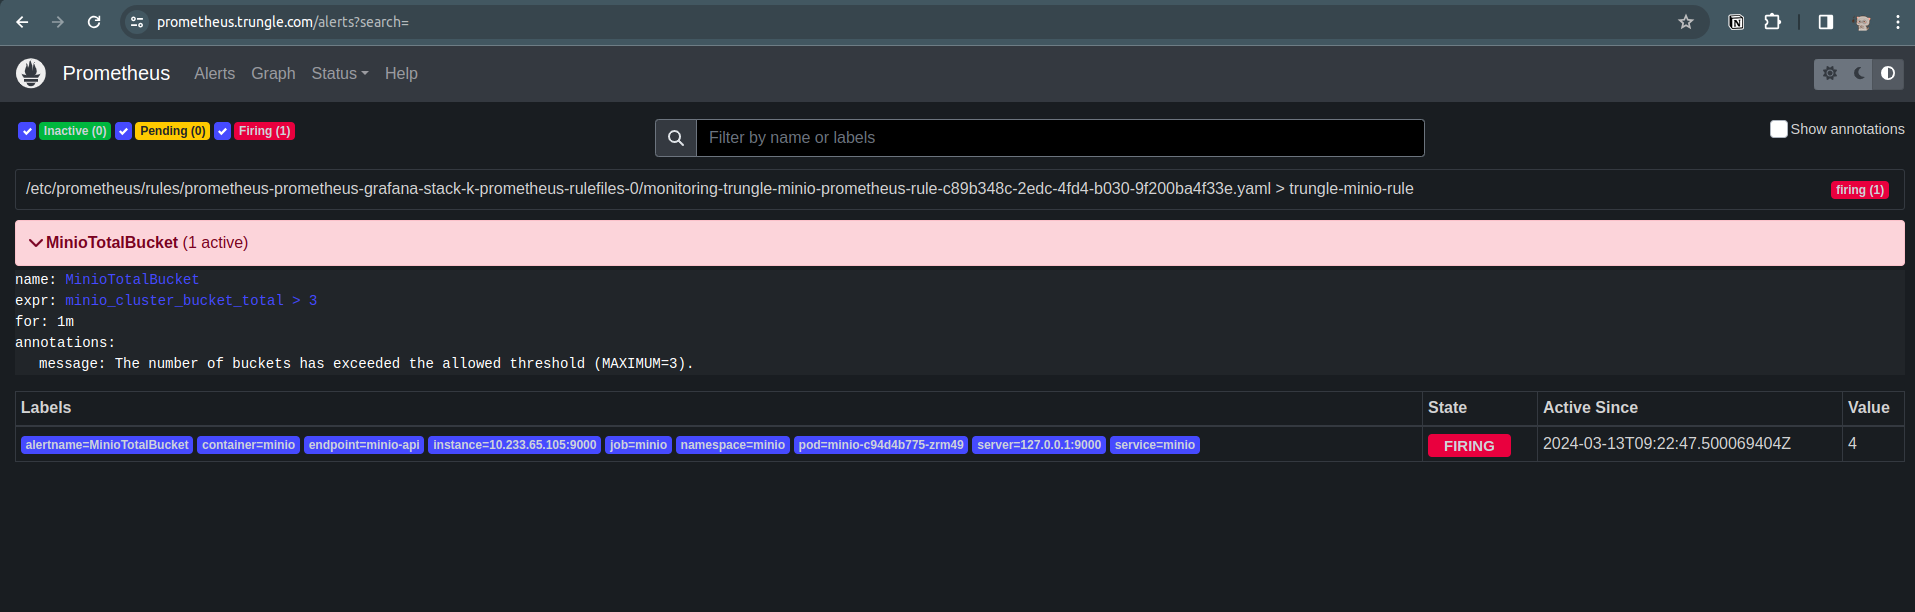 prometheus.trungle.com/alerts?search=
Prometheus Alerts Graph Status Help
Inactive (0) Pending (0) Firing (1) Filter by name or labels Show annotations
/etc/prometheus/rules/prometheus-prometheus-grafana-stack-k-prometheus-rulefiles-0/monitoring-trungle-minio-prometheus-rule-c89b348c-2edc-4fd4-b030-9f200ba4f33e.yaml > trungle-minio-rule firing (1)
MinioTotalBucket (1 active)
name: MinioTotalBucket
expr: minio_cluster_bucket_total > 3
for: 1m
annotations:
message: The number of buckets has exceeded the allowed threshold (MAXIMUM=3).
Labels State Active Since Value
alertname=MinioTotalBucket container=minio endpoint=minio-api instance=10.233.65.105:9000 job=minio namespace=minio pod=minio-c94d4b775-zrm49 server=127.0.0.1:9000 service=minio FIRING 2024-03-13T09:22:47.500069404Z 4